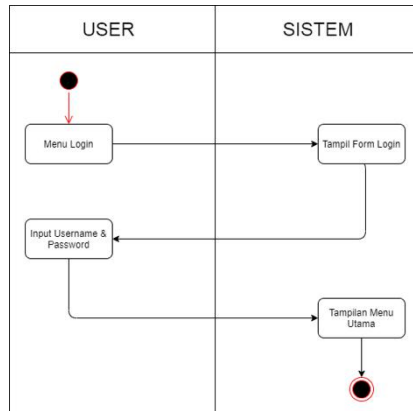 USER
SISTEM
Menu Login
Tampil Form Login
Input Username &
Password
Tampilan Menu
Utama